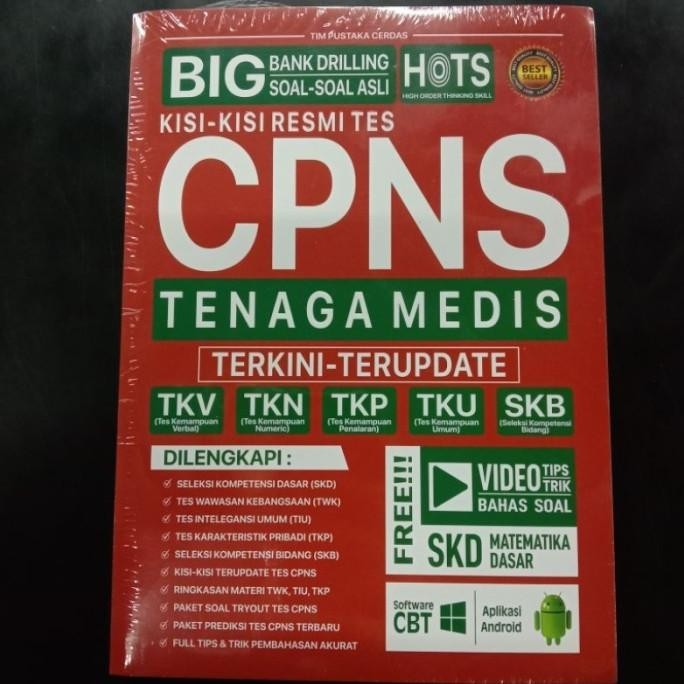 TIM PUSTAKA CERDAS
BIG BANK DRILLING
SOAL-SOAL ASLI
HOTS
HIGH ORDER THINKING SKILL
BEST
SELLER
KISI-KISI RESMI TES
CPNS
TENAGA MEDIS
TERKINI-TERUPDATE
TKV
(Tes Kemampuan
Verbal)
TKN
(Tes Kemampuan
Numeric)
TKP
(Tes Kemampuan
Penalaran)
TKU
(Tes Kemampuan
Umum)
SKB
(Seleksi Kompetensi
Bidang)
DILENGKAPI :
SELEKSI KOMPETENSI DASAR (SKD)
TES WAWASAN KEBANGSAAN (TWK)
TES INTELEGANSI UMUM (TIU)
TES KARAKTERISTIK PRIBADI (TKP)
SELEKSI KOMPETENSI BIDANG (SKB)
KISI-KISI TERUPDATE TES CPNS
RINGKASAN MATERI TWK, TIU, TKP
PAKET SOAL TRYOUT TES CPNS
PAKET PREDIKSI TES CPNS TERBARU
FULL TIPS & TRIK PEMBAHASAN AKURAT
FREE!!!
VIDEO TIPS
TRIK
BAHAS SOAL
SKD MATEMATIKA
DASAR
Software
CBT
Aplikasi
Android